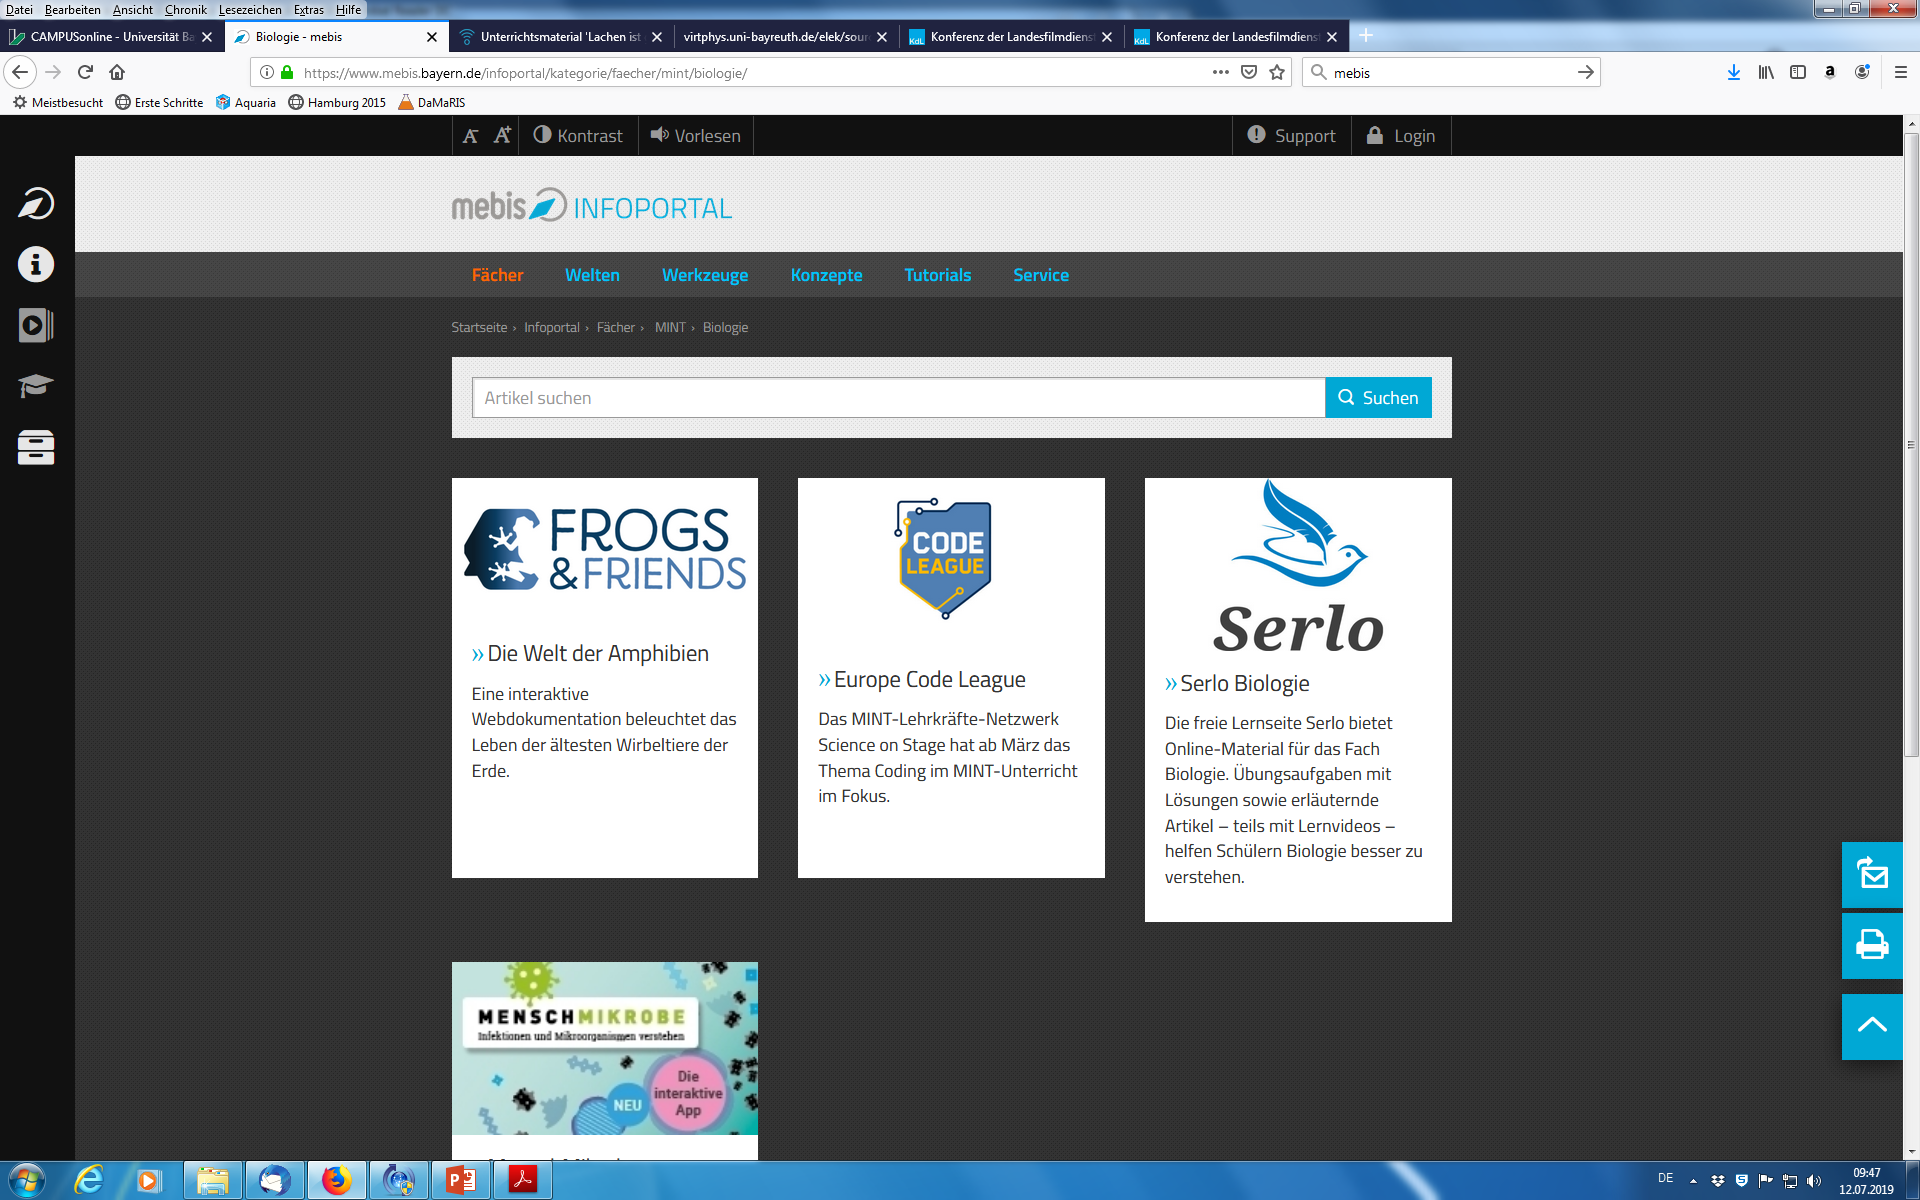 Datei Bearbeiten Ansicht Chronik Lesezeichen Extras Hilfe
CAMPUSonline - Universität Ba
Biologie - mebis
Unterrichtsmaterial 'Lachen ist
virtphys.uni-bayreuth.de/elek/sour
KdL Konferenz der Landesfilmdienst
KdL Konferenz der Landesfilmdienst
https://www.mebis.bayern.de/infoportal/kategorie/faecher/mint/biologie/
mebis
Meistbesucht Erste Schritte Aquaria Hamburg 2015 DaMaRIS
A- A+ Kontrast Vorlesen Support Login
mebis INFOPORTAL
Fächer Welten Werkzeuge Konzepte Tutorials Service
Startseite › Infoportal › Fächer › MINT › Biologie
Artikel suchen
Suchen
FROGS
&FRIENDS
» Die Welt der Amphibien
Eine interaktive
Webdokumentation beleuchtet das
Leben der ältesten Wirbeltiere der
Erde.
CODE
LEAGUE
» Europe Code League
Das MINT-Lehrkräfte-Netzwerk
Science on Stage hat ab März das
Thema Coding im MINT-Unterricht
im Fokus.
Serlo
» Serlo Biologie
Die freie Lernseite Serlo bietet
Online-Material für das Fach
Biologie. Übungsaufgaben mit
Lösungen sowie erläuternde
Artikel – teils mit Lernvideos –
helfen Schülern Biologie besser zu
verstehen.
MENSCHMIKROBE
Infektionen und Mikroorganismen verstehen
Die
interaktive
App
NEU
DE
09:47
12.07.2019